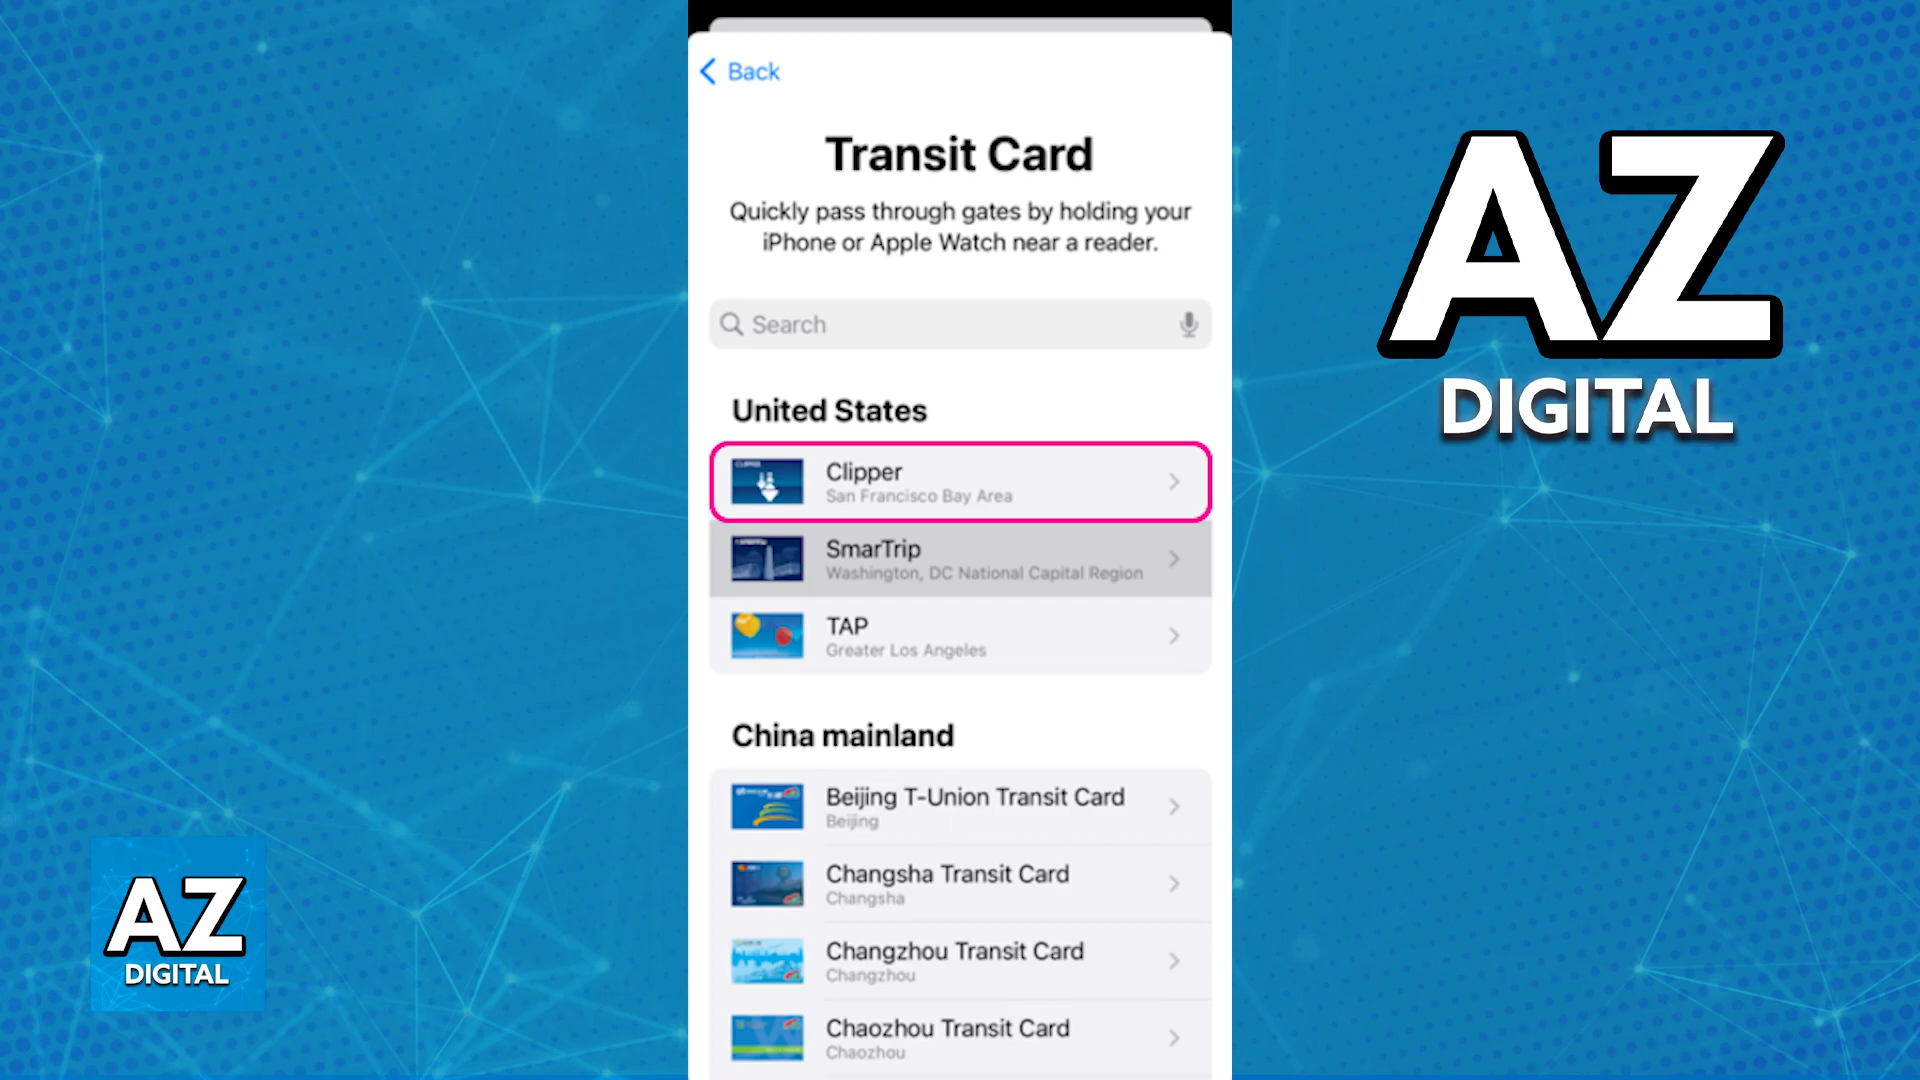 Back
Transit Card
Quickly pass through gates by holding your
iPhone or Apple Watch near a reader.
Search
United States
Clipper
San Francisco Bay Area
SmarTrip
Washington, DC National Capital Region
TAP
Greater Los Angeles
China mainland
Beijing T-Union Transit Card
Beijing
Changsha Transit Card
Changsha
Changzhou Transit Card
Changzhou
Chaozhou Transit Card
Chaozhou
AZ
DIGITAL
AZ
DIGITAL